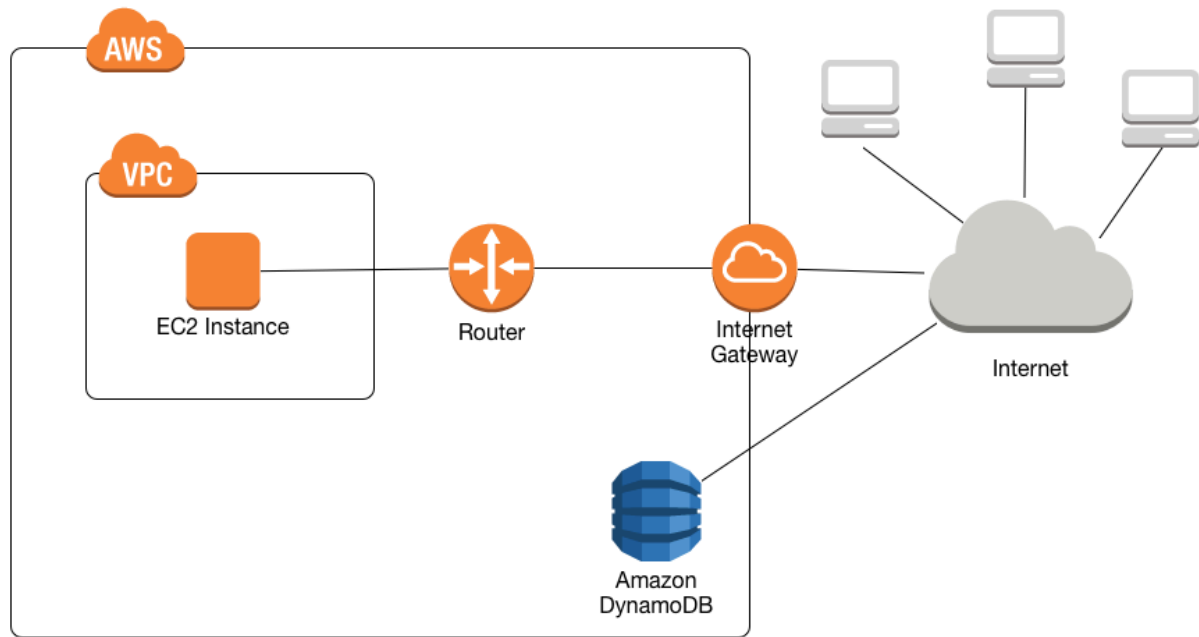 AWS
VPC
EC2 Instance
Router
Internet
Gateway
Internet
Amazon
DynamoDB